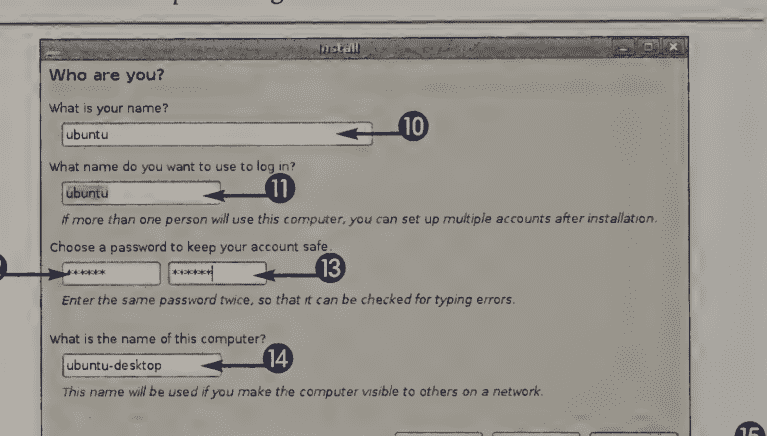 Install
Who are you?
What is your name?
ubuntu
10
What name do you want to use to log in?
ubuntu
11
If more than one person will use this computer, you can set up multiple accounts after installation.
Choose a password to keep your account safe.
****** ******
13
Enter the same password twice, so that it can be checked for typing errors.
What is the name of this computer?
ubuntu-desktop
14
This name will be used if you make the computer visible to others on a network.